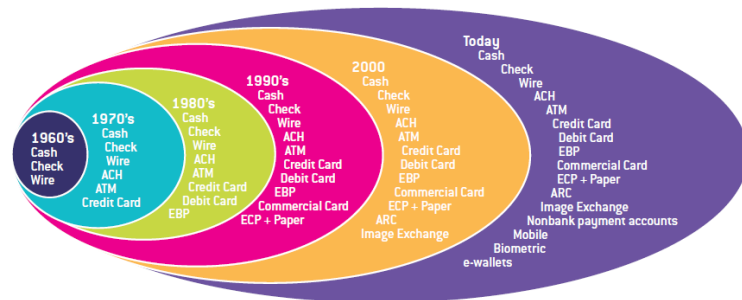 1960's
Cash
Check
Wire
1970's
Cash
Check
Wire
ACH
ATM
Credit Card
1980's
Cash
Check
Wire
ACH
ATM
Credit Card
Debit Card
EBP
1990's
Cash
Check
Wire
ACH
ATM
Credit Card
Debit Card
EBP
Commercial Card
ECP + Paper
2000
Cash
Check
Wire
ACH
ATM
Credit Card
Debit Card
EBP
Commercial Card
ECP + Paper
ARC
Image Exchange
Today
Cash
Check
Wire
ACH
ATM
Credit Card
Debit Card
EBP
Commercial Card
ECP + Paper
ARC
Image Exchange
Nonbank payment accounts
Mobile
Biometric
e-wallets